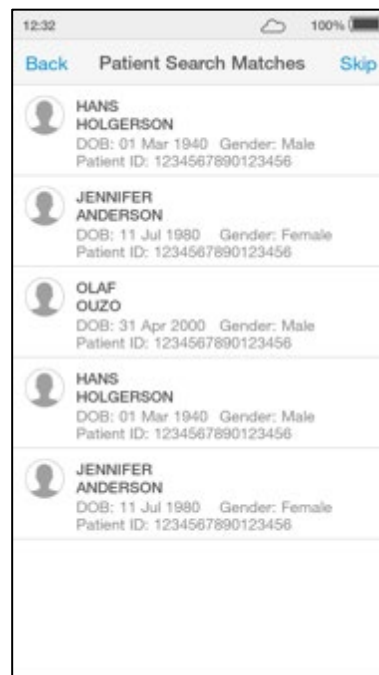 12:32 100%
Back Patient Search Matches Skip
HANS
HOLGERSON
DOB: 01 Mar 1940 Gender: Male
Patient ID: 1234567890123456
JENNIFER
ANDERSON
DOB: 11 Jul 1980 Gender: Female
Patient ID: 1234567890123456
OLAF
OUZO
DOB: 31 Apr 2000 Gender: Male
Patient ID: 1234567890123456
HANS
HOLGERSON
DOB: 01 Mar 1940 Gender: Male
Patient ID: 1234567890123456
JENNIFER
ANDERSON
DOB: 11 Jul 1980 Gender: Female
Patient ID: 1234567890123456